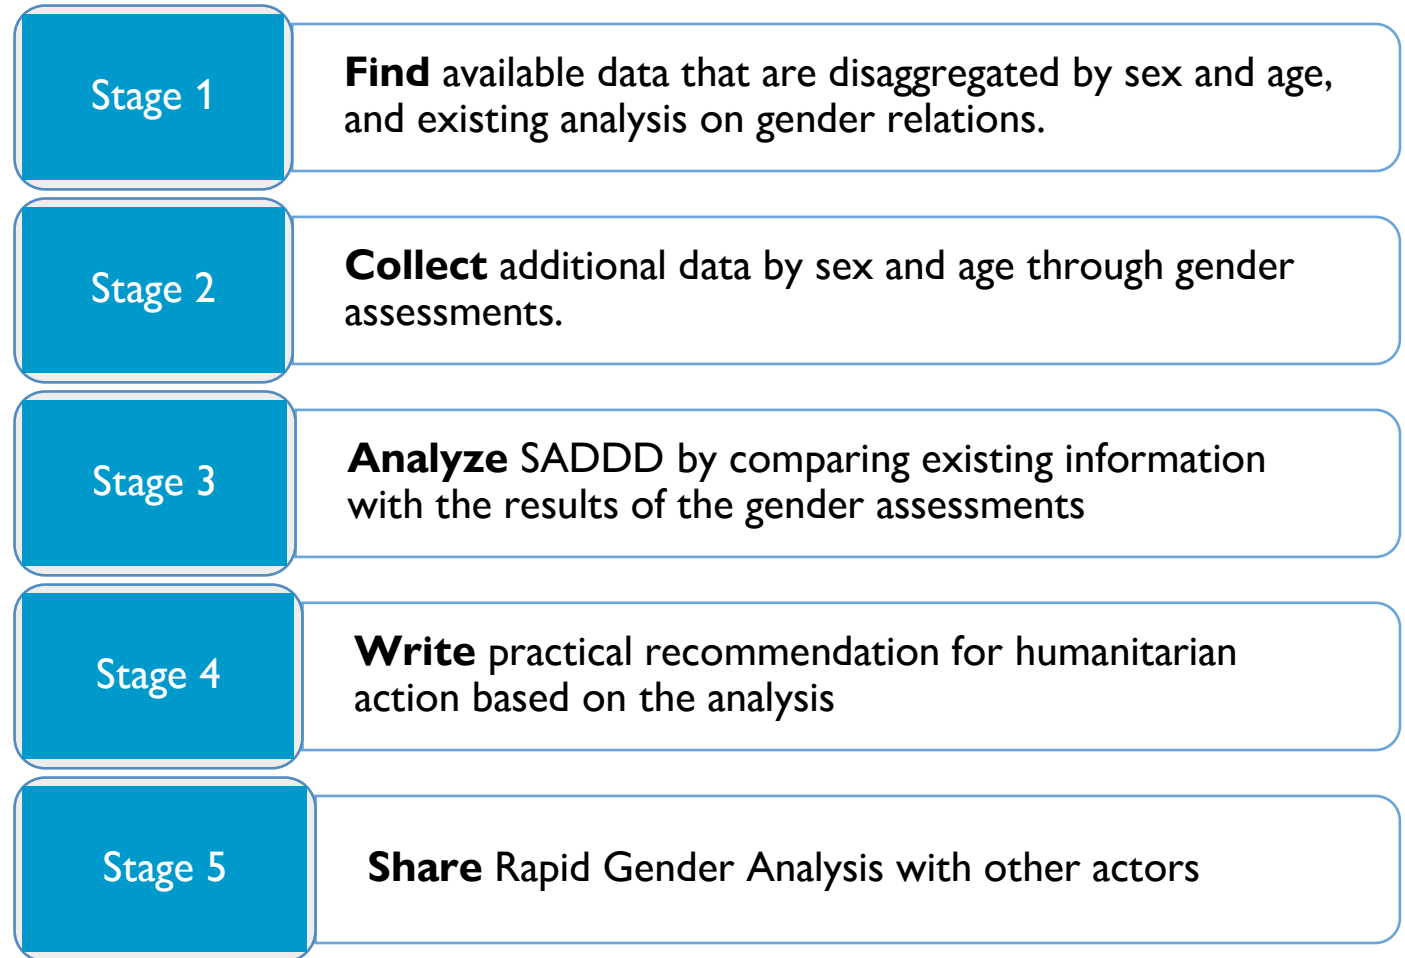 Stage 1
Find available data that are disaggregated by sex and age,
and existing analysis on gender relations.
Stage 2
Collect additional data by sex and age through gender
assessments.
Stage 3
Analyze SADDD by comparing existing information
with the results of the gender assessments
Stage 4
Write practical recommendation for humanitarian
action based on the analysis
Stage 5
Share Rapid Gender Analysis with other actors